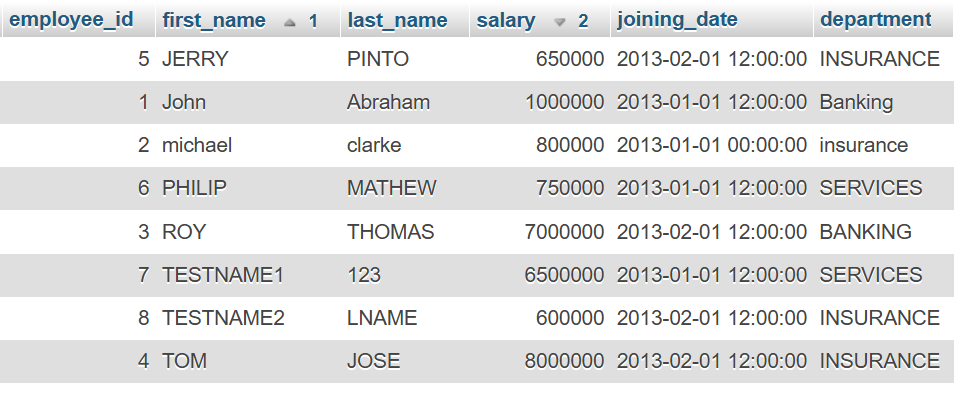 employee_id first_name 1 last_name salary 2 joining_date department
5 JERRY PINTO 650000 2013-02-01 12:00:00 INSURANCE
1 John Abraham 1000000 2013-01-01 12:00:00 Banking
2 michael clarke 800000 2013-01-01 00:00:00 insurance
6 PHILIP MATHEW 750000 2013-01-01 12:00:00 SERVICES
3 ROY THOMAS 7000000 2013-02-01 12:00:00 BANKING
7 TESTNAME1 123 6500000 2013-01-01 12:00:00 SERVICES
8 TESTNAME2 LNAME 600000 2013-02-01 12:00:00 INSURANCE
4 TOM JOSE 8000000 2013-02-01 12:00:00 INSURANCE